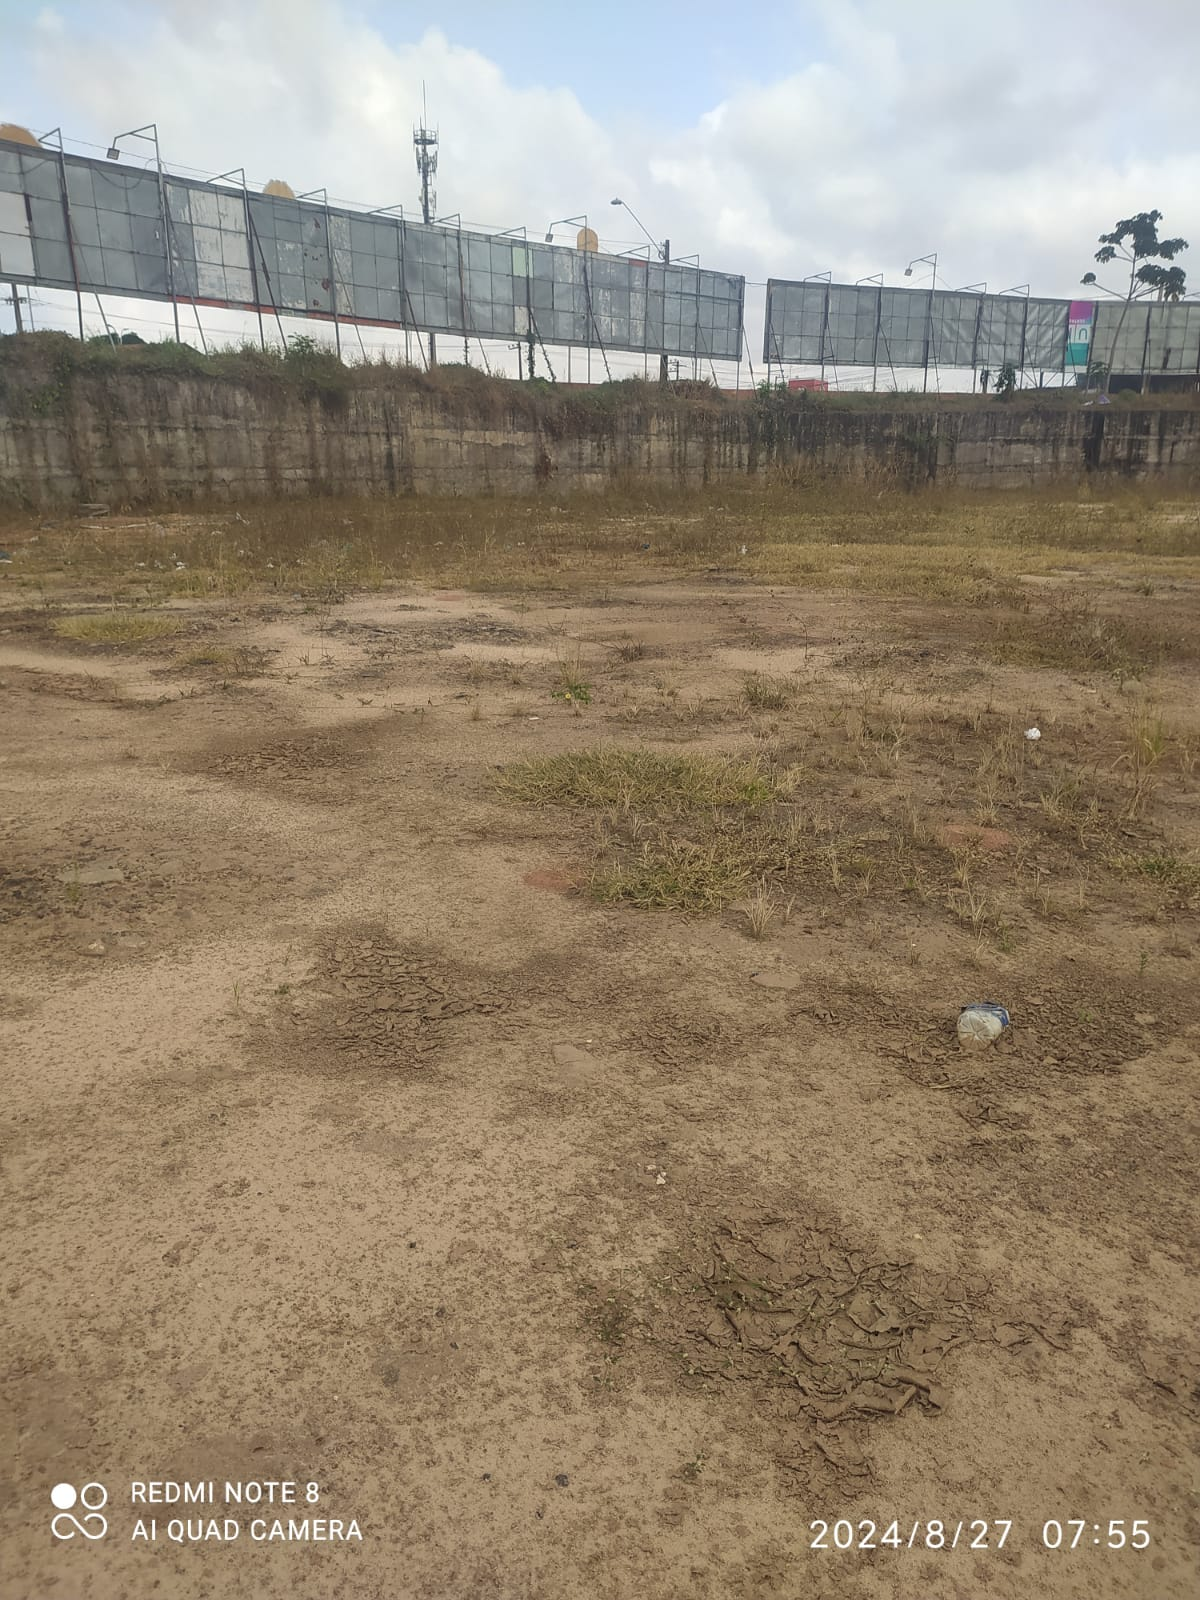 REDMI NOTE 8
AI QUAD CAMERA
2024/8/27 07:55